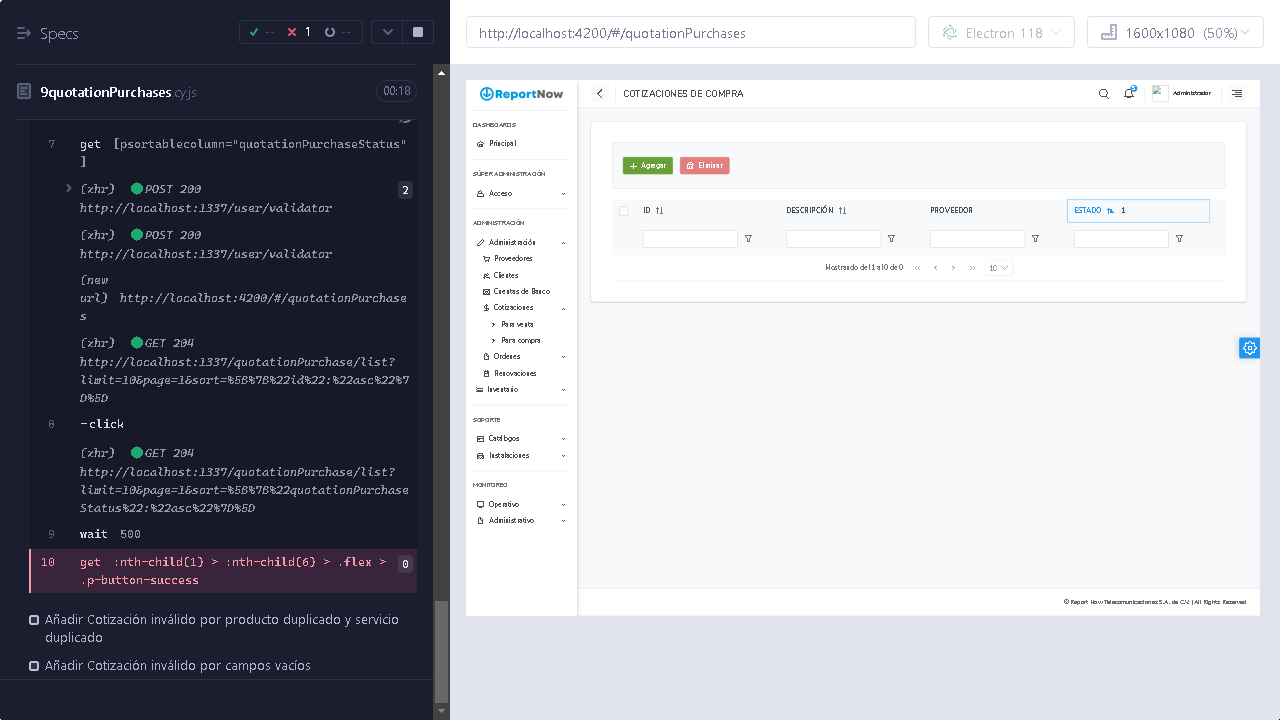 Specs
-- 1 --
9quotationPurchases cy.js
00:18
7 get [psortablecolumn="quotationPurchaseStatus"
]
(xhr) POST 200 2
http://localhost:1337/user/validator
(xhr) POST 200
http://localhost:1337/user/validator
(new
url) http://localhost:4200/#/quotationPurchase
s
(xhr) GET 204
http://localhost:1337/quotationPurchase/list?
limit=10&page=1&sort=%5B%7B%22id%22:%22asc%22%7
D%5D
8 -click
(xhr) GET 204
http://localhost:1337/quotationPurchase/list?
limit=10&page=1&sort=%5B%7B%22quotationPurchase
Status%22:%22asc%22%7D%5D
9 wait 500
10 get :nth-child(1) > :nth-child(6) > .flex > 0
.p-button-success
Añadir Cotización inválido por producto duplicado y servicio
duplicado
Añadir Cotización inválido por campos vacíos
http://localhost:4200/#/quotationPurchases
Electron 118
1600x1080 (50%)
ReportNow
DASHBOARDS
Principal
SÚPER ADMINISTRACIÓN
Acceso
ADMINISTRACIÓN
Administración
Proveedores
Clientes
Cuentas de Banco
Cotizaciones
Para venta
Para compra
Ordenes
Renovaciones
Inventario
SOPORTE
Catálogos
Instalaciones
MONITOREO
Operativo
Administrativo
COTIZACIONES DE COMPRA
Administrador
Agregar
Eliminar
ID
DESCRIPCIÓN
PROVEEDOR
ESTADO 1
Mostrando del 1 al 0 de 0
10
© Report Now Telecomunicaciones S.A. de C.V. | All Rights Reserved